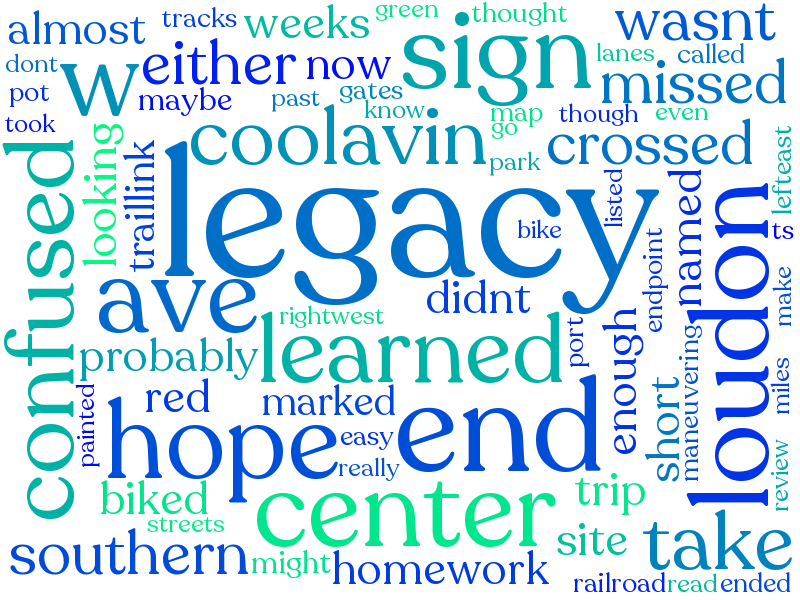 almost
tracks
weeks
green
thought
wasnt
dont
w
either
now
sign
lanes
called
pot
maybe
past
gates
missed
took
know
map
though
even
coolavin
go
crossed
park
confused
looking
traillink
legacy
bike
listed
named
loudon
lefteast
ts
ave
didnt
endpoint
make
rightwest
probably
learned
port
enough
maneuvering
miles
painted
red
marked
short
hope
easy
end
really
review
biked
streets
center
trip
southern
might
homework
site
take
railroad
read
ended